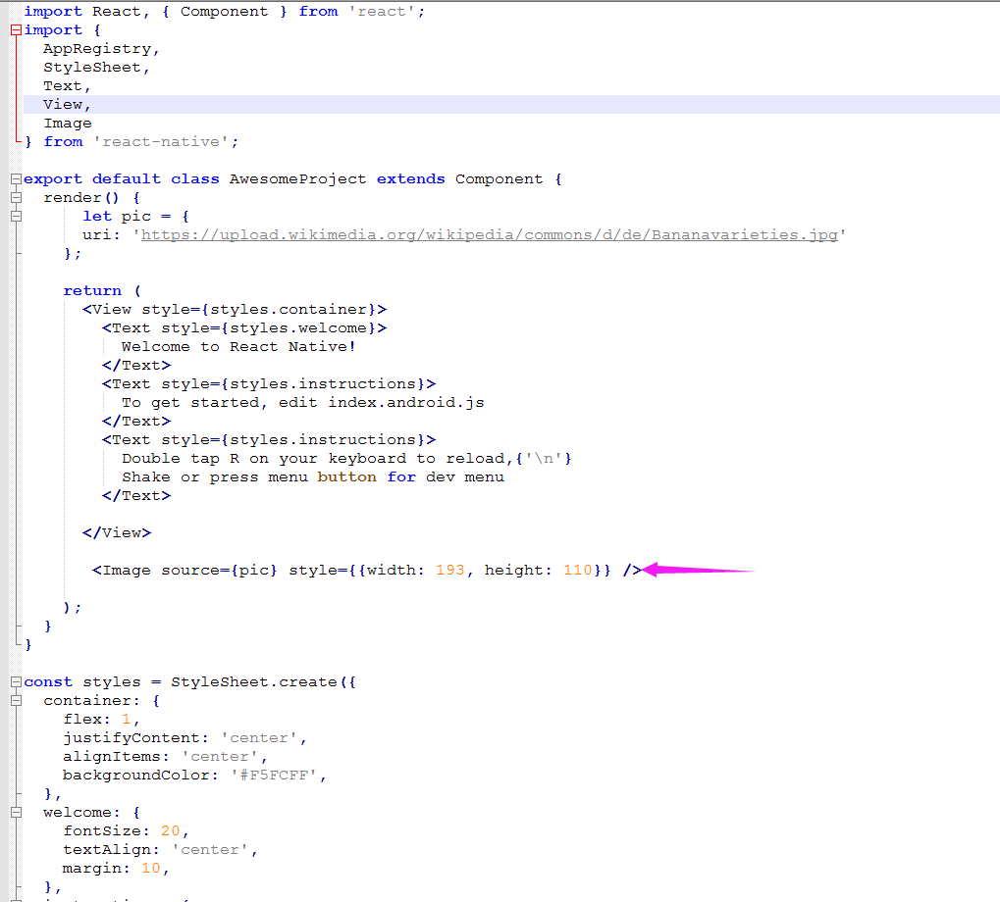 import React, { Component } from 'react';
import {
  AppRegistry,
  StyleSheet,
  Text,
  View,
  Image
} from 'react-native';

export default class AwesomeProject extends Component {
  render() {
      let pic = {
      uri: 'https://upload.wikimedia.org/wikipedia/commons/d/de/Bananavarieties.jpg'
    };

    return (
      <View style={styles.container}>
        <Text style={styles.welcome}>
          Welcome to React Native!
        </Text>
        <Text style={styles.instructions}>
          To get started, edit index.android.js
        </Text>
        <Text style={styles.instructions}>
          Double tap R on your keyboard to reload,{'\n'}
          Shake or press menu button for dev menu
        </Text>

      </View>

       <Image source={pic} style={{width: 193, height: 110}} />

    );
  }
}

const styles = StyleSheet.create({
  container: {
    flex: 1,
    justifyContent: 'center',
    alignItems: 'center',
    backgroundColor: '#F5FCFF',
  },
  welcome: {
    fontSize: 20,
    textAlign: 'center',
    margin: 10,
  },